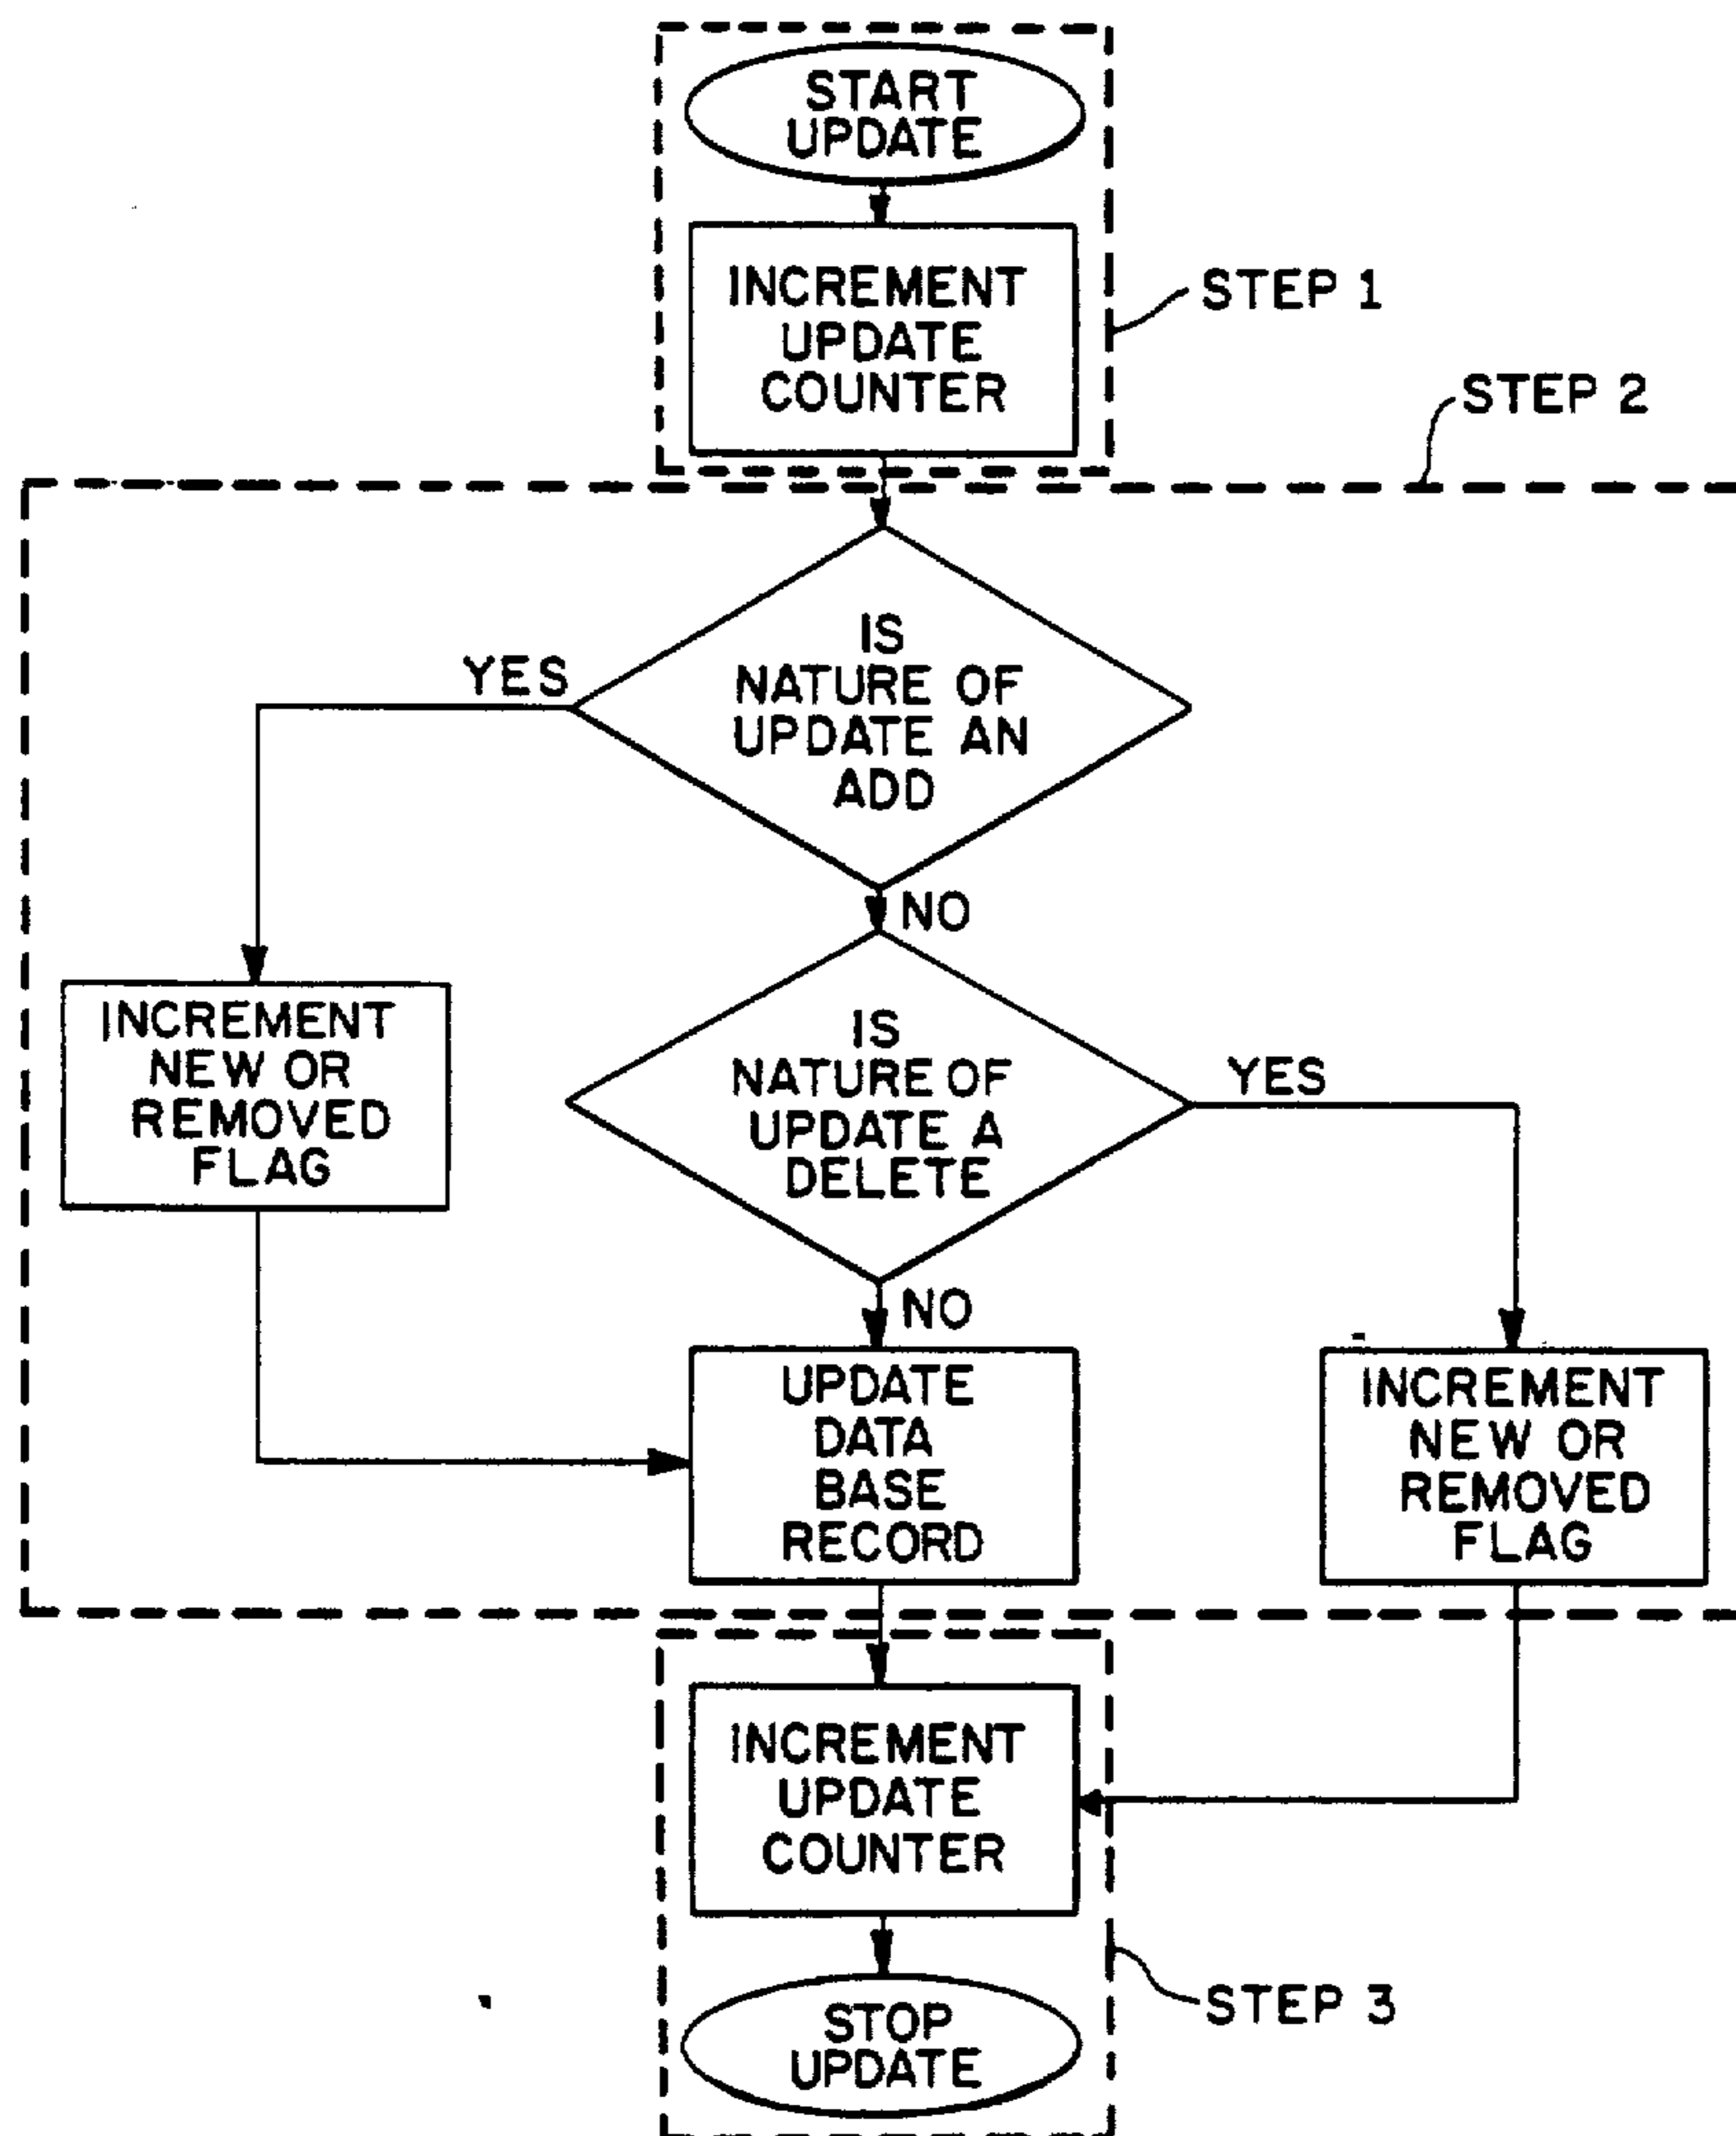 START
UPDATE
INCREMENT
UPDATE
COUNTER
STEP 1
STEP 2
IS
NATURE OF
UPDATE AN
ADD
YES
NO
INCREMENT
NEW OR
REMOVED
FLAG
IS
NATURE OF
UPDATE A
DELETE
YES
NO
UPDATE
DATA
BASE
RECORD
INCREMENT
NEW OR
REMOVED
FLAG
INCREMENT
UPDATE
COUNTER
STOP
UPDATE
STEP 3